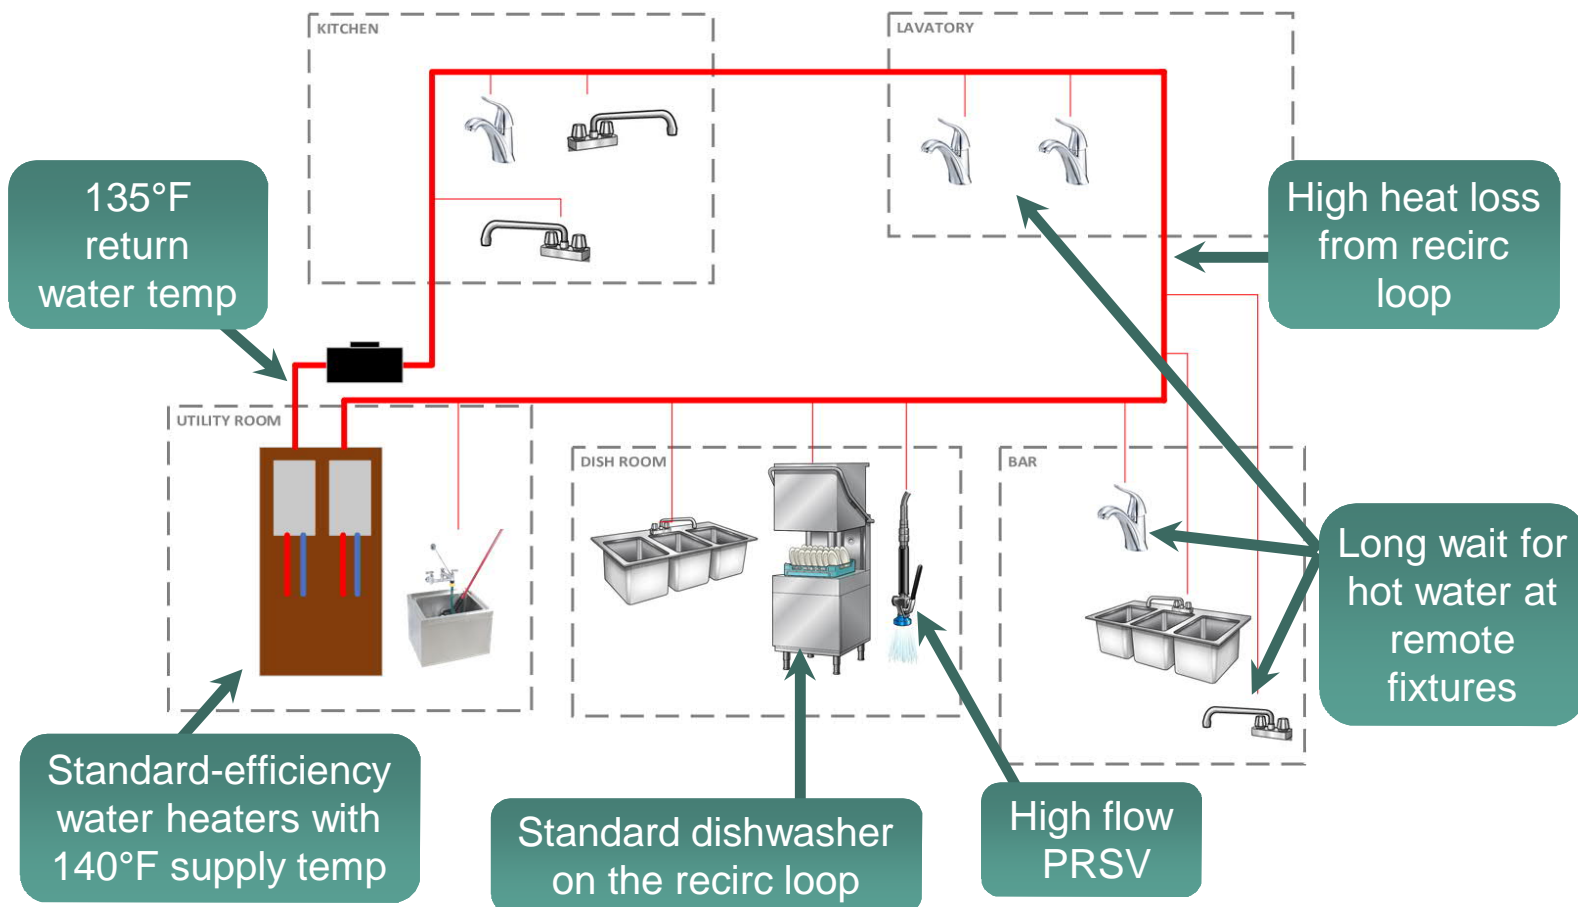 KITCHEN
LAVATORY
135°F
return
water temp
High heat loss
from recirc
loop
UTILITY ROOM
DISH ROOM
BAR
Long wait for
hot water at
remote
fixtures
Standard-efficiency
water heaters with
140°F supply temp
Standard dishwasher
on the recirc loop
High flow
PRSV